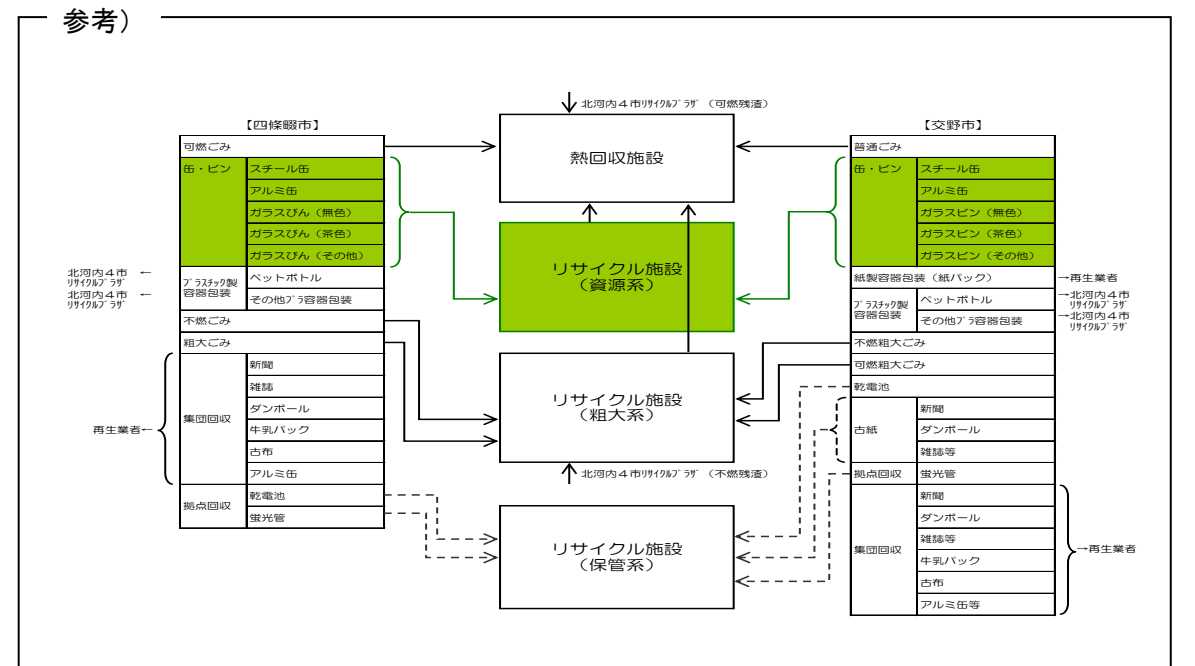 参考)
北河内4市ﾘｻｲｸﾙﾌﾟﾗｻﾞ (可燃残渣)
【四條畷市】
可燃ごみ
缶・ビン
スチール缶
アルミ缶
ガラスびん（無色）
ガラスびん（茶色）
ガラスびん（その他）
北河内4市 ←
ﾘｻｲｸﾙﾌﾟﾗｻﾞ
北河内4市 ←
ﾘｻｲｸﾙﾌﾟﾗｻﾞ
ﾌﾟﾗｽﾁｯｸ製
容器包装
ペットボトル
その他ﾌﾟﾗ容器包装
不燃ごみ
粗大ごみ
再生業者←
集団回収
新聞
雑誌
ダンボール
牛乳パック
古布
アルミ缶
拠点回収
乾電池
蛍光管
熱回収施設
リサイクル施設
（資源系）
リサイクル施設
（粗大系）
北河内4市ﾘｻｲｸﾙﾌﾟﾗｻﾞ (不燃残渣)
リサイクル施設
（保管系）
【交野市】
普通ごみ
缶・ビン
スチール缶
アルミ缶
ガラスビン（無色）
ガラスビン（茶色）
ガラスビン（その他）
紙製容器包装（紙パック）
→再生業者
ﾌﾟﾗｽﾁｯｸ製
容器包装
ペットボトル
その他ﾌﾟﾗ容器包装
→北河内4市
ﾘｻｲｸﾙﾌﾟﾗｻﾞ
→北河内4市
ﾘｻｲｸﾙﾌﾟﾗｻﾞ
不燃粗大ごみ
可燃粗大ごみ
乾電池
古紙
新聞
ダンボール
雑誌等
拠点回収
蛍光管
集団回収
新聞
ダンボール
雑誌等
牛乳パック
古布
アルミ缶等
→再生業者